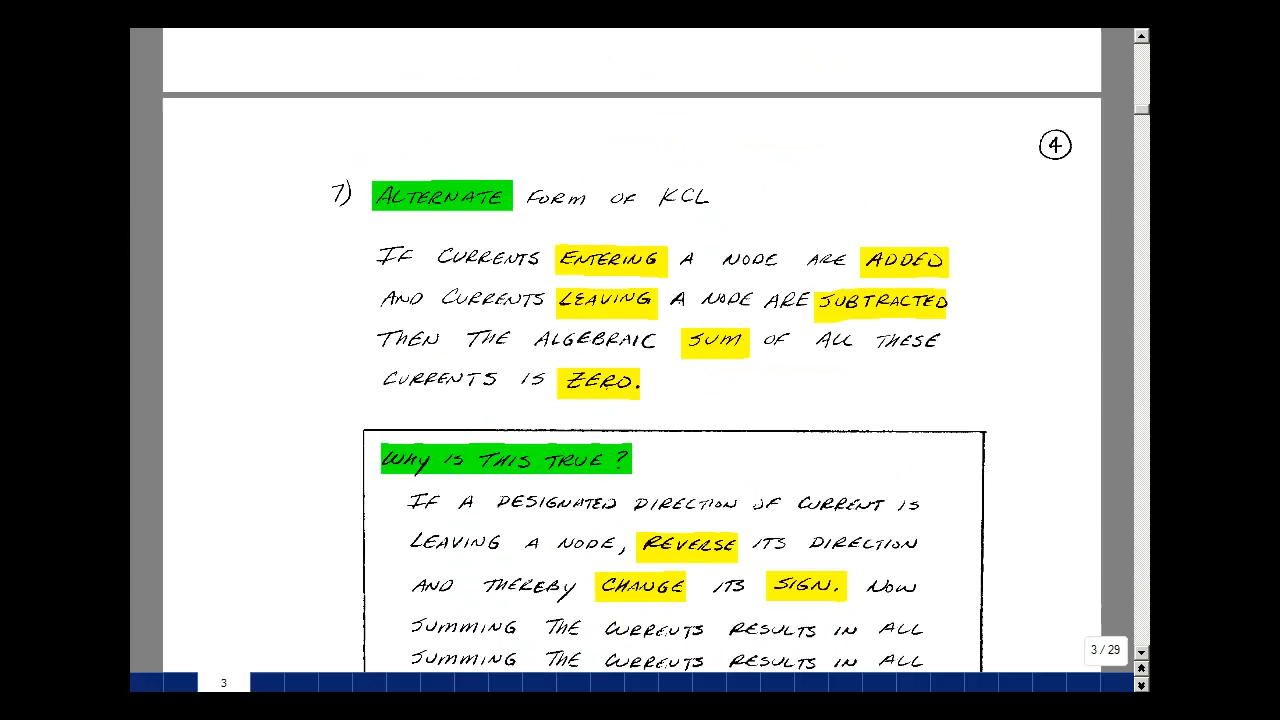 4
7) ALTERNATE FORM OF KCL
IF CURRENTS ENTERING A NODE ARE ADDED
AND CURRENTS LEAVING A NODE ARE SUBTRACTED
THEN THE ALGEBRAIC SUM OF ALL THESE
CURRENTS IS ZERO.
WHY IS THIS TRUE?
IF A DESIGNATED DIRECTION OF CURRENT IS
LEAVING A NODE, REVERSE ITS DIRECTION
AND THEREBY CHANGE ITS SIGN. NOW
SUMMING THE CURRENTS RESULTS IN ALL
SUMMING THE CURRENTS RESULTS IN ALL
3 / 29
3